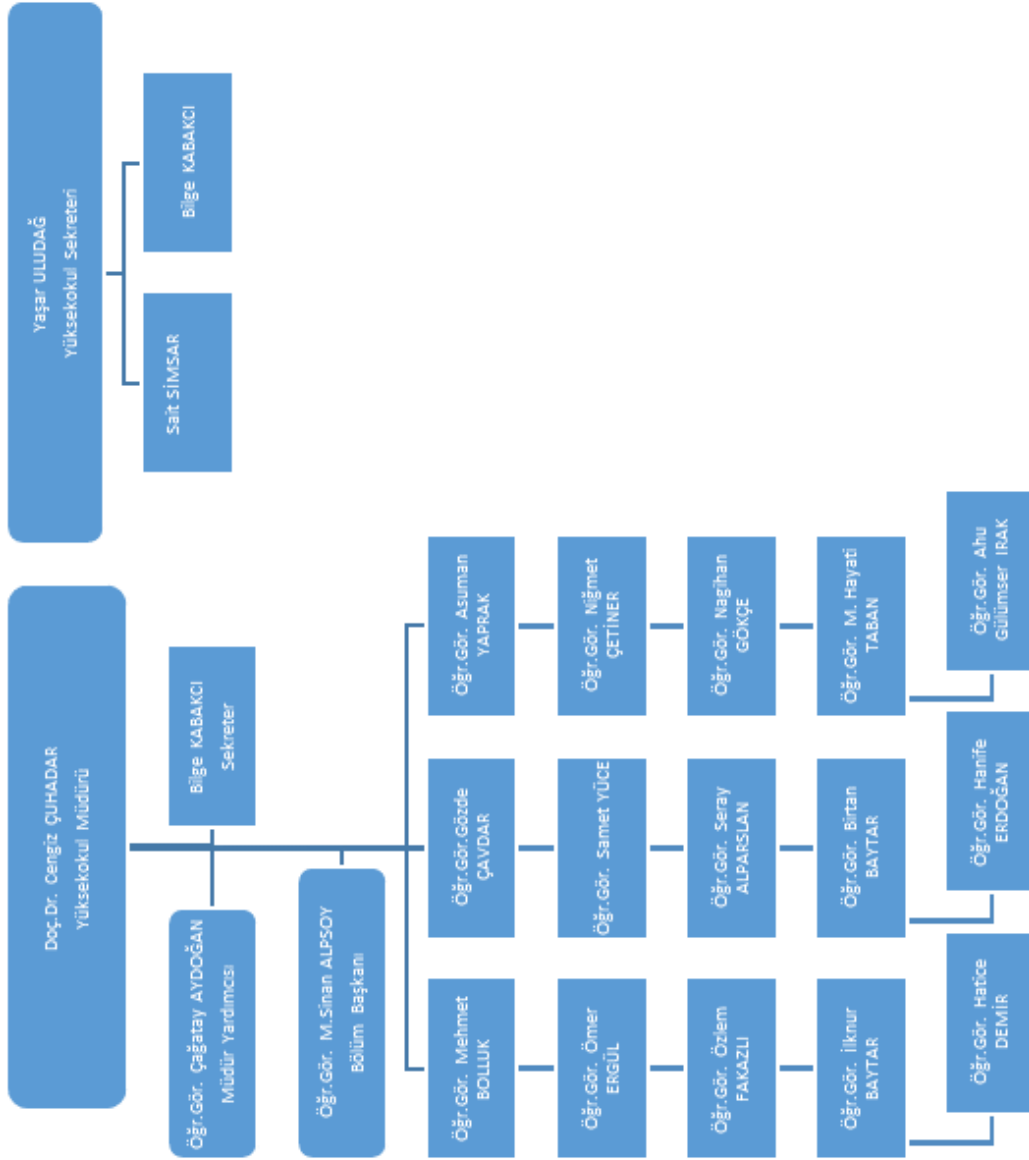 Doç.Dr. Cengiz ÇUHADAR
Yüksekokul Müdürü
Yaşar ULUDAĞ
Yüksekokul Sekreteri
Öğr.Gör. Çağatay AYDOĞAN
Müdür Yardımcısı
Bilge KABAKCI
Sekreter
Sait SİMSAR
Bilge KABAKCI
Öğr.Gör. M.Sinan ALPSOY
Bölüm Başkanı
Öğr.Gör. Mehmet
BOLLUK
Öğr.Gör.Gözde
ÇAVDAR
Öğr.Gör. Asuman
YAPRAK
Öğr.Gör. Ömer
ERGÜL
Öğr.Gör. Samet YÜCE
Öğr.Gör. Niğmet
ÇETİNER
Öğr.Gör. Özlem
FAKAZLI
Öğr.Gör. Seray
ALPARSLAN
Öğr.Gör. Nagihan
GÖKÇE
Öğr.Gör. İlknur
BAYTAR
Öğr.Gör. Birtan
BAYTAR
Öğr.Gör. M. Hayati
TABAN
Öğr.Gör. Hatice
DEMİR
Öğr.Gör. Hanife
ERDOĞAN
Öğr.Gör. Ahu
Gülümser IRAK